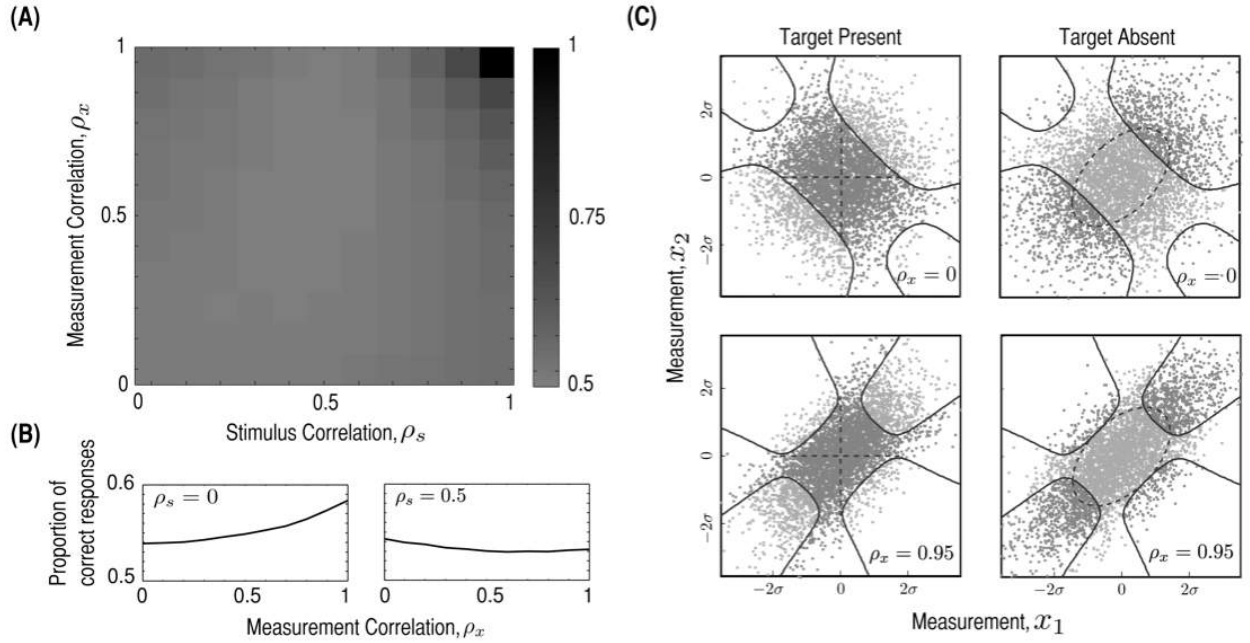 (A)
1
0.5
0
Measurement Correlation, ρx
0
0.5
1
Stimulus Correlation, ρs
1
0.75
0.5
(B)
Proportion of
correct responses
0.6
0.5
ρs = 0
0
0.5
1
ρs = 0.5
0
0.5
1
Measurement Correlation, ρx
(C)
Target Present
Target Absent
Measurement, x2
2σ
0
−2σ
ρx = 0
ρx = 0
2σ
0
−2σ
ρx = 0.95
ρx = 0.95
−2σ
0
2σ
−2σ
0
2σ
Measurement, x1